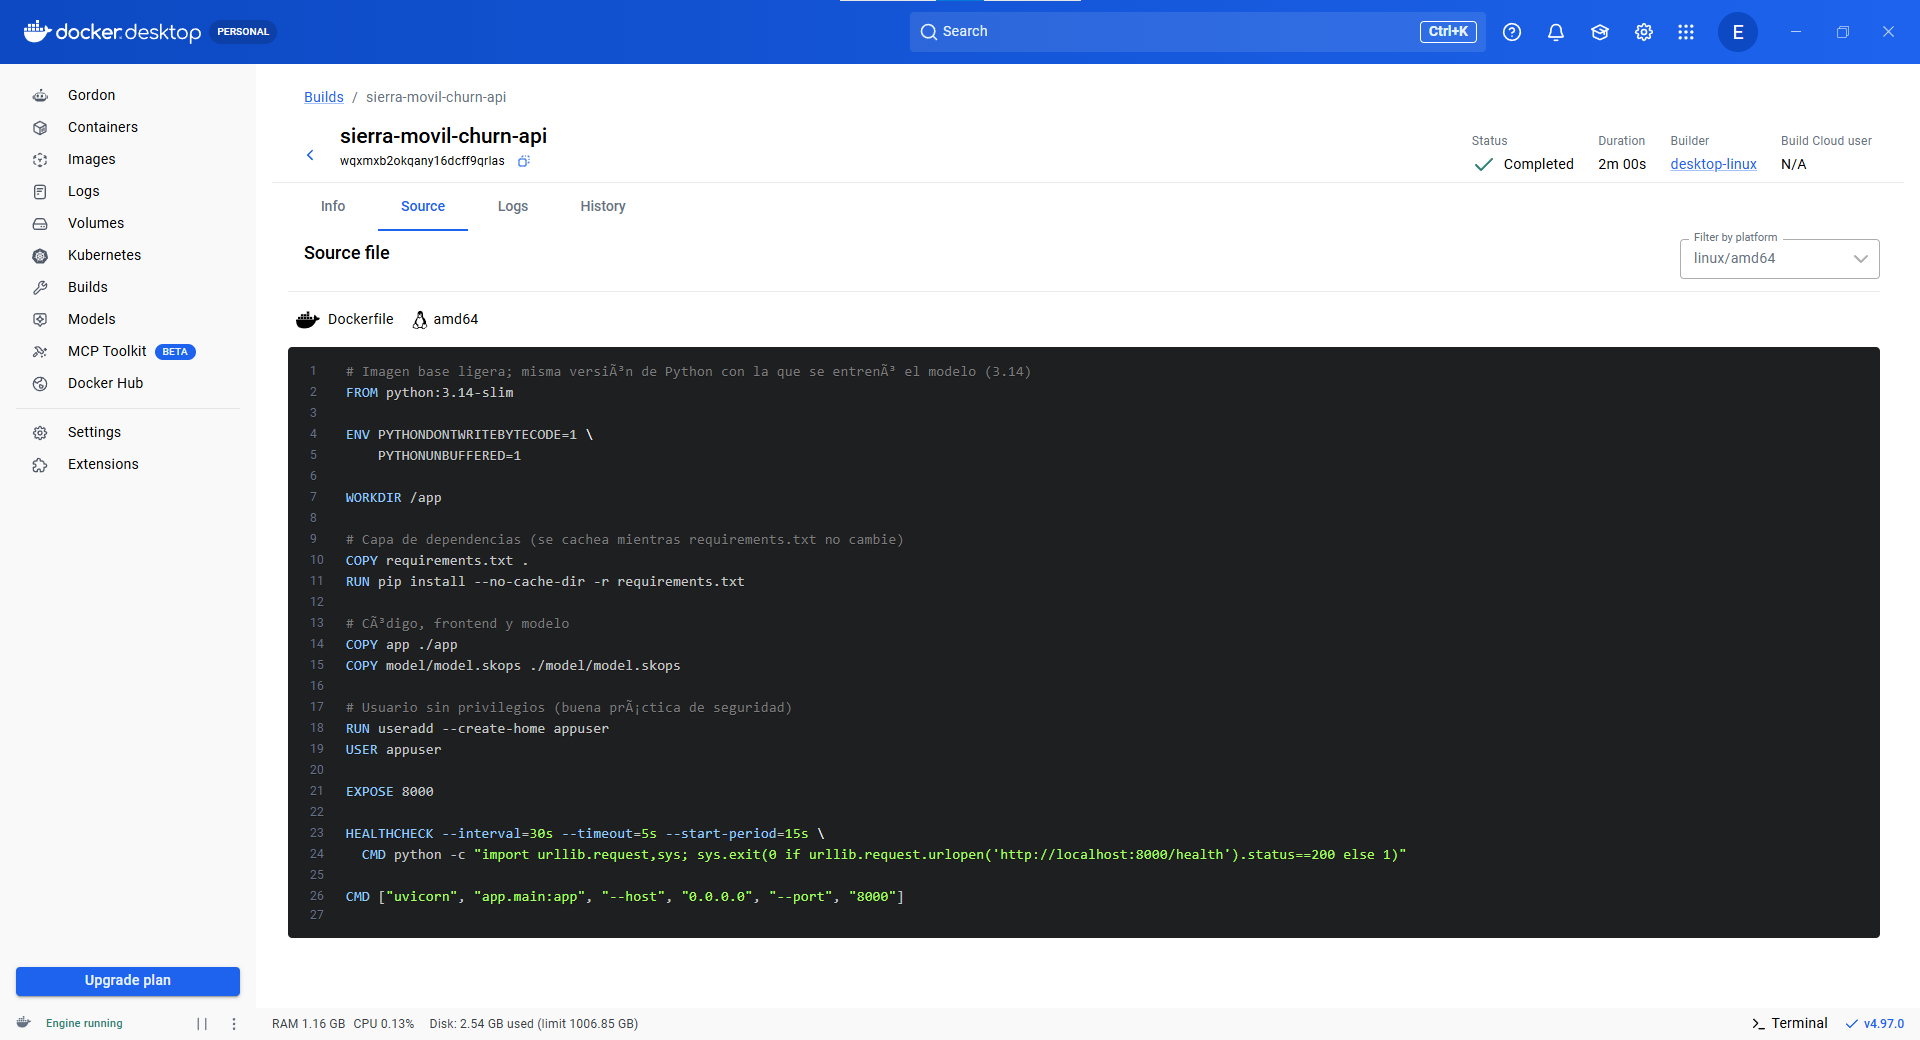 docker.desktop PERSONAL
Search Ctrl+K
E
Gordon
Containers
Images
Logs
Volumes
Kubernetes
Builds
Models
MCP Toolkit BETA
Docker Hub
Settings
Extensions
Upgrade plan
Engine running
Builds / sierra-movil-churn-api
sierra-movil-churn-api
wqxmxb2okqany16dcff9qrlas
Status
Completed
Duration
2m 00s
Builder
desktop-linux
Build Cloud user
N/A
Info
Source
Logs
History
Source file
Filter by platform
linux/amd64
Dockerfile amd64
1 # Imagen base ligera; misma versiÃ³n de Python con la que se entrenÃ³ el modelo (3.14)
2 FROM python:3.14-slim
3
4 ENV PYTHONDONTWRITEBYTECODE=1 \
5 PYTHONUNBUFFERED=1
6
7 WORKDIR /app
8
9 # Capa de dependencias (se cachea mientras requirements.txt no cambie)
10 COPY requirements.txt .
11 RUN pip install --no-cache-dir -r requirements.txt
12
13 # CÃ³digo, frontend y modelo
14 COPY app ./app
15 COPY model/model.skops ./model/model.skops
16
17 # Usuario sin privilegios (buena prÃ¡ctica de seguridad)
18 RUN useradd --create-home appuser
19 USER appuser
20
21 EXPOSE 8000
22
23 HEALTHCHECK --interval=30s --timeout=5s --start-period=15s \
24 CMD python -c "import urllib.request,sys; sys.exit(0 if urllib.request.urlopen('http://localhost:8000/health').status==200 else 1)"
25
26 CMD ["uvicorn", "app.main:app", "--host", "0.0.0.0", "--port", "8000"]
27
RAM 1.16 GB CPU 0.13% Disk: 2.54 GB used (limit 1006.85 GB)
Terminal
v4.97.0